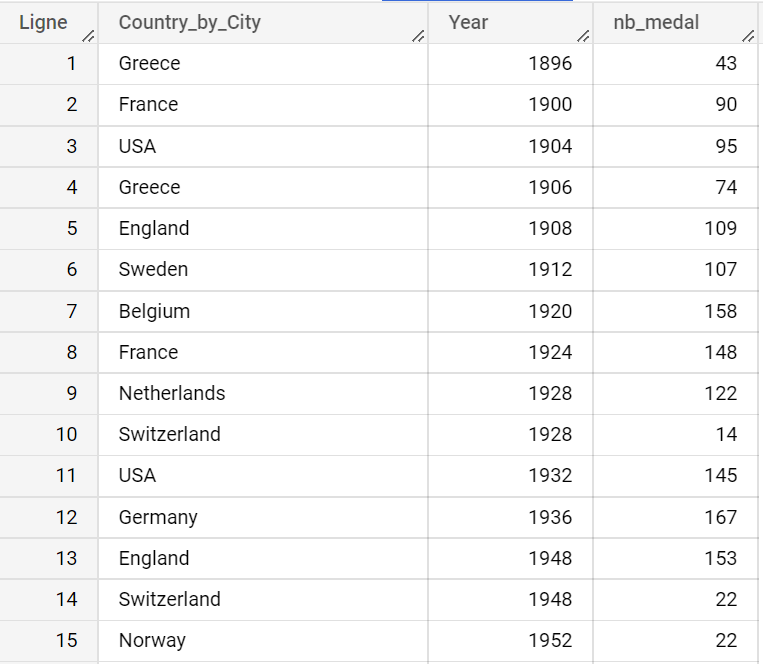 Ligne Country_by_City Year nb_medal
1 Greece 1896 43
2 France 1900 90
3 USA 1904 95
4 Greece 1906 74
5 England 1908 109
6 Sweden 1912 107
7 Belgium 1920 158
8 France 1924 148
9 Netherlands 1928 122
10 Switzerland 1928 14
11 USA 1932 145
12 Germany 1936 167
13 England 1948 153
14 Switzerland 1948 22
15 Norway 1952 22